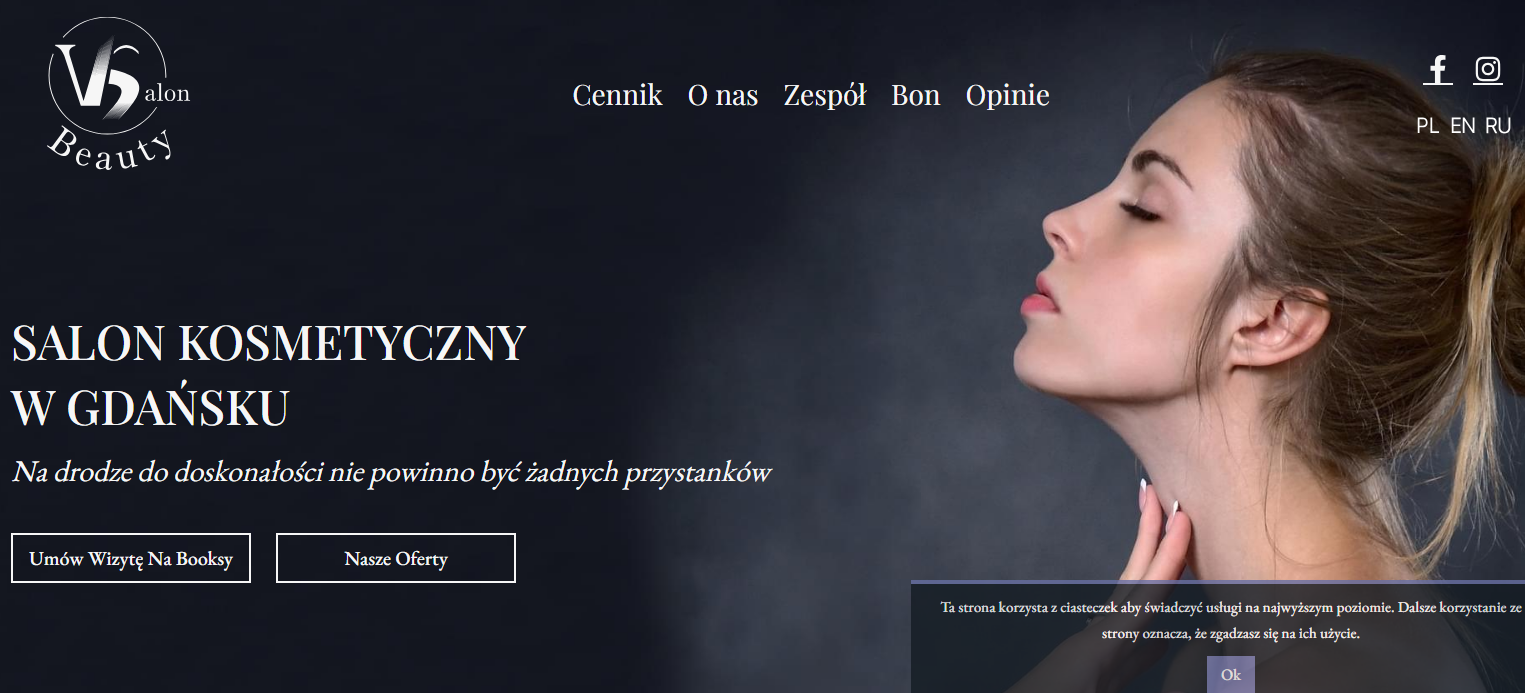 VS alon
Beauty
Cennik O nas Zespół Bon Opinie
PL EN RU
SALON KOSMETYCZNY
W GDAŃSKU
Na drodze do doskonałości nie powinno być żadnych przystanków
Umów Wizytę Na Booksy
Nasze Oferty
Ta strona korzysta z ciasteczek aby świadczyć usługi na najwyższym poziomie. Dalsze korzystanie ze
strony oznacza, że zgadzasz się na ich użycie.
Ok